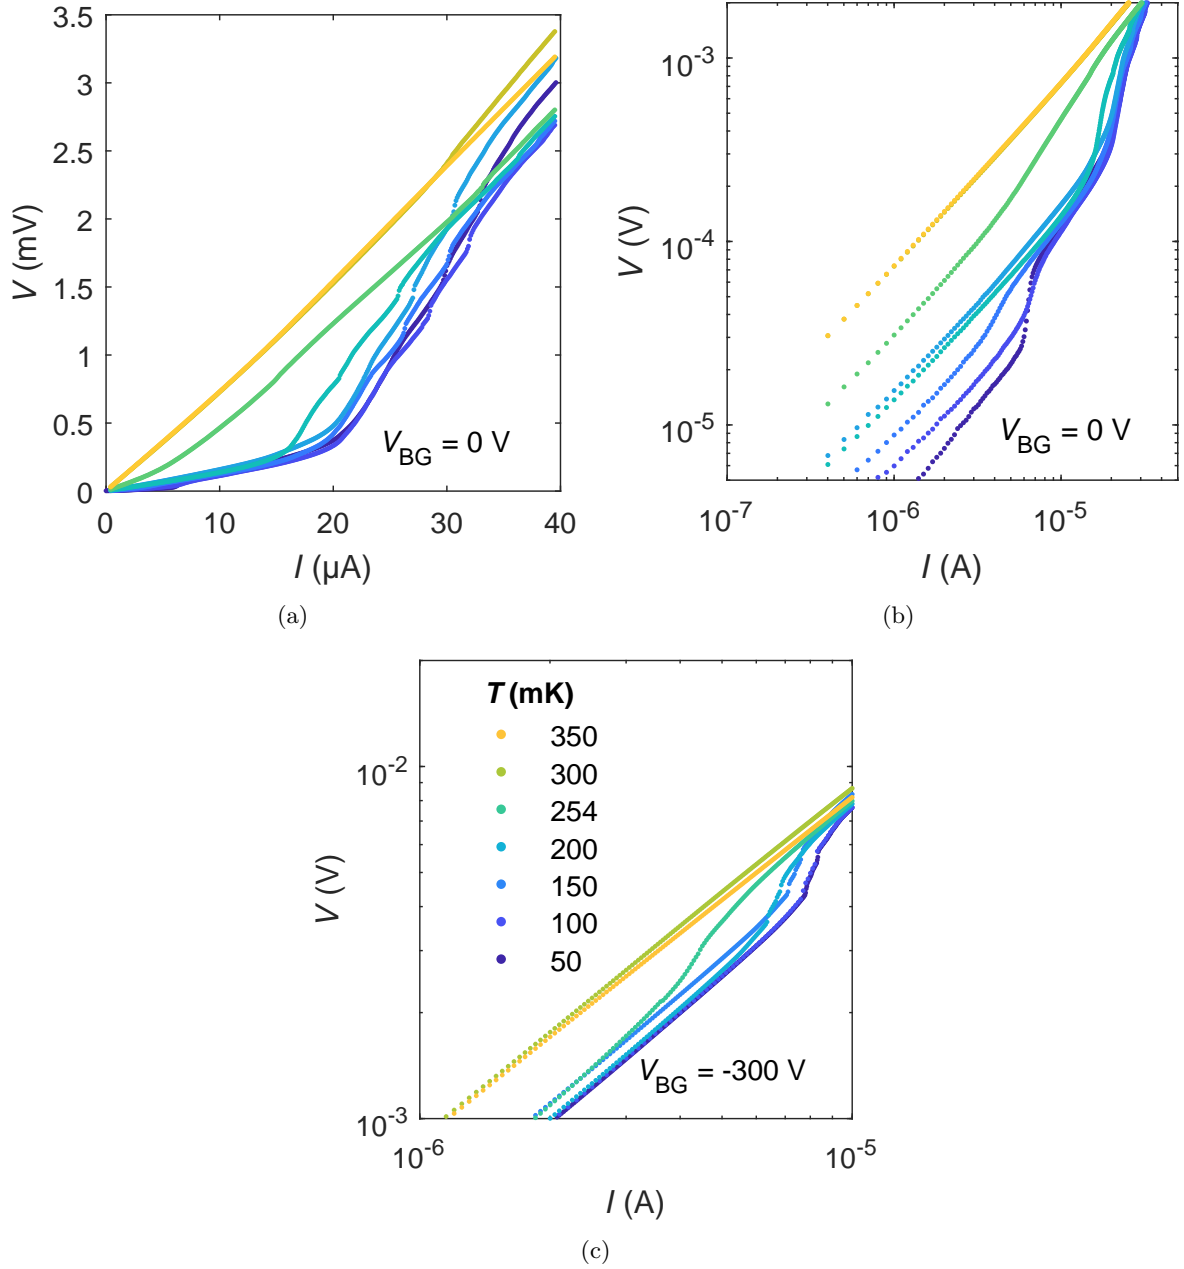 3.5
3
2.5
2
1.5
1
0.5
0
V (mV)
0 10 20 30 40
I (µA)
V_BG = 0 V
(a)
10^-3
10^-4
10^-5
V (V)
10^-7 10^-6 10^-5
I (A)
V_BG = 0 V
(b)
T (mK)
350
300
254
200
150
100
50
10^-2
10^-3
V (V)
10^-6 10^-5
I (A)
V_BG = -300 V
(c)